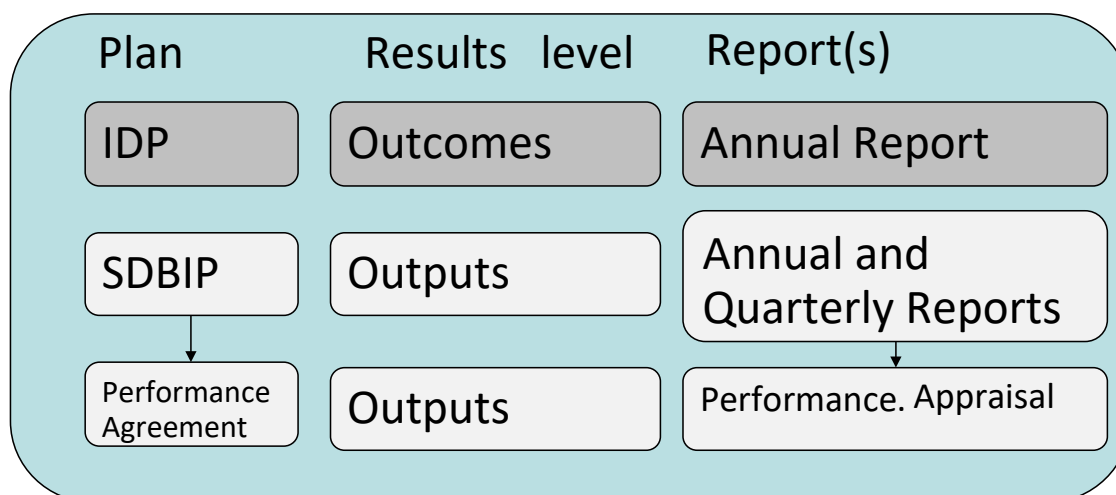 Plan Results level Report(s)
IDP Outcomes Annual Report
SDBIP Outputs Annual and
Quarterly Reports
Performance
Agreement
Outputs
Performance. Appraisal